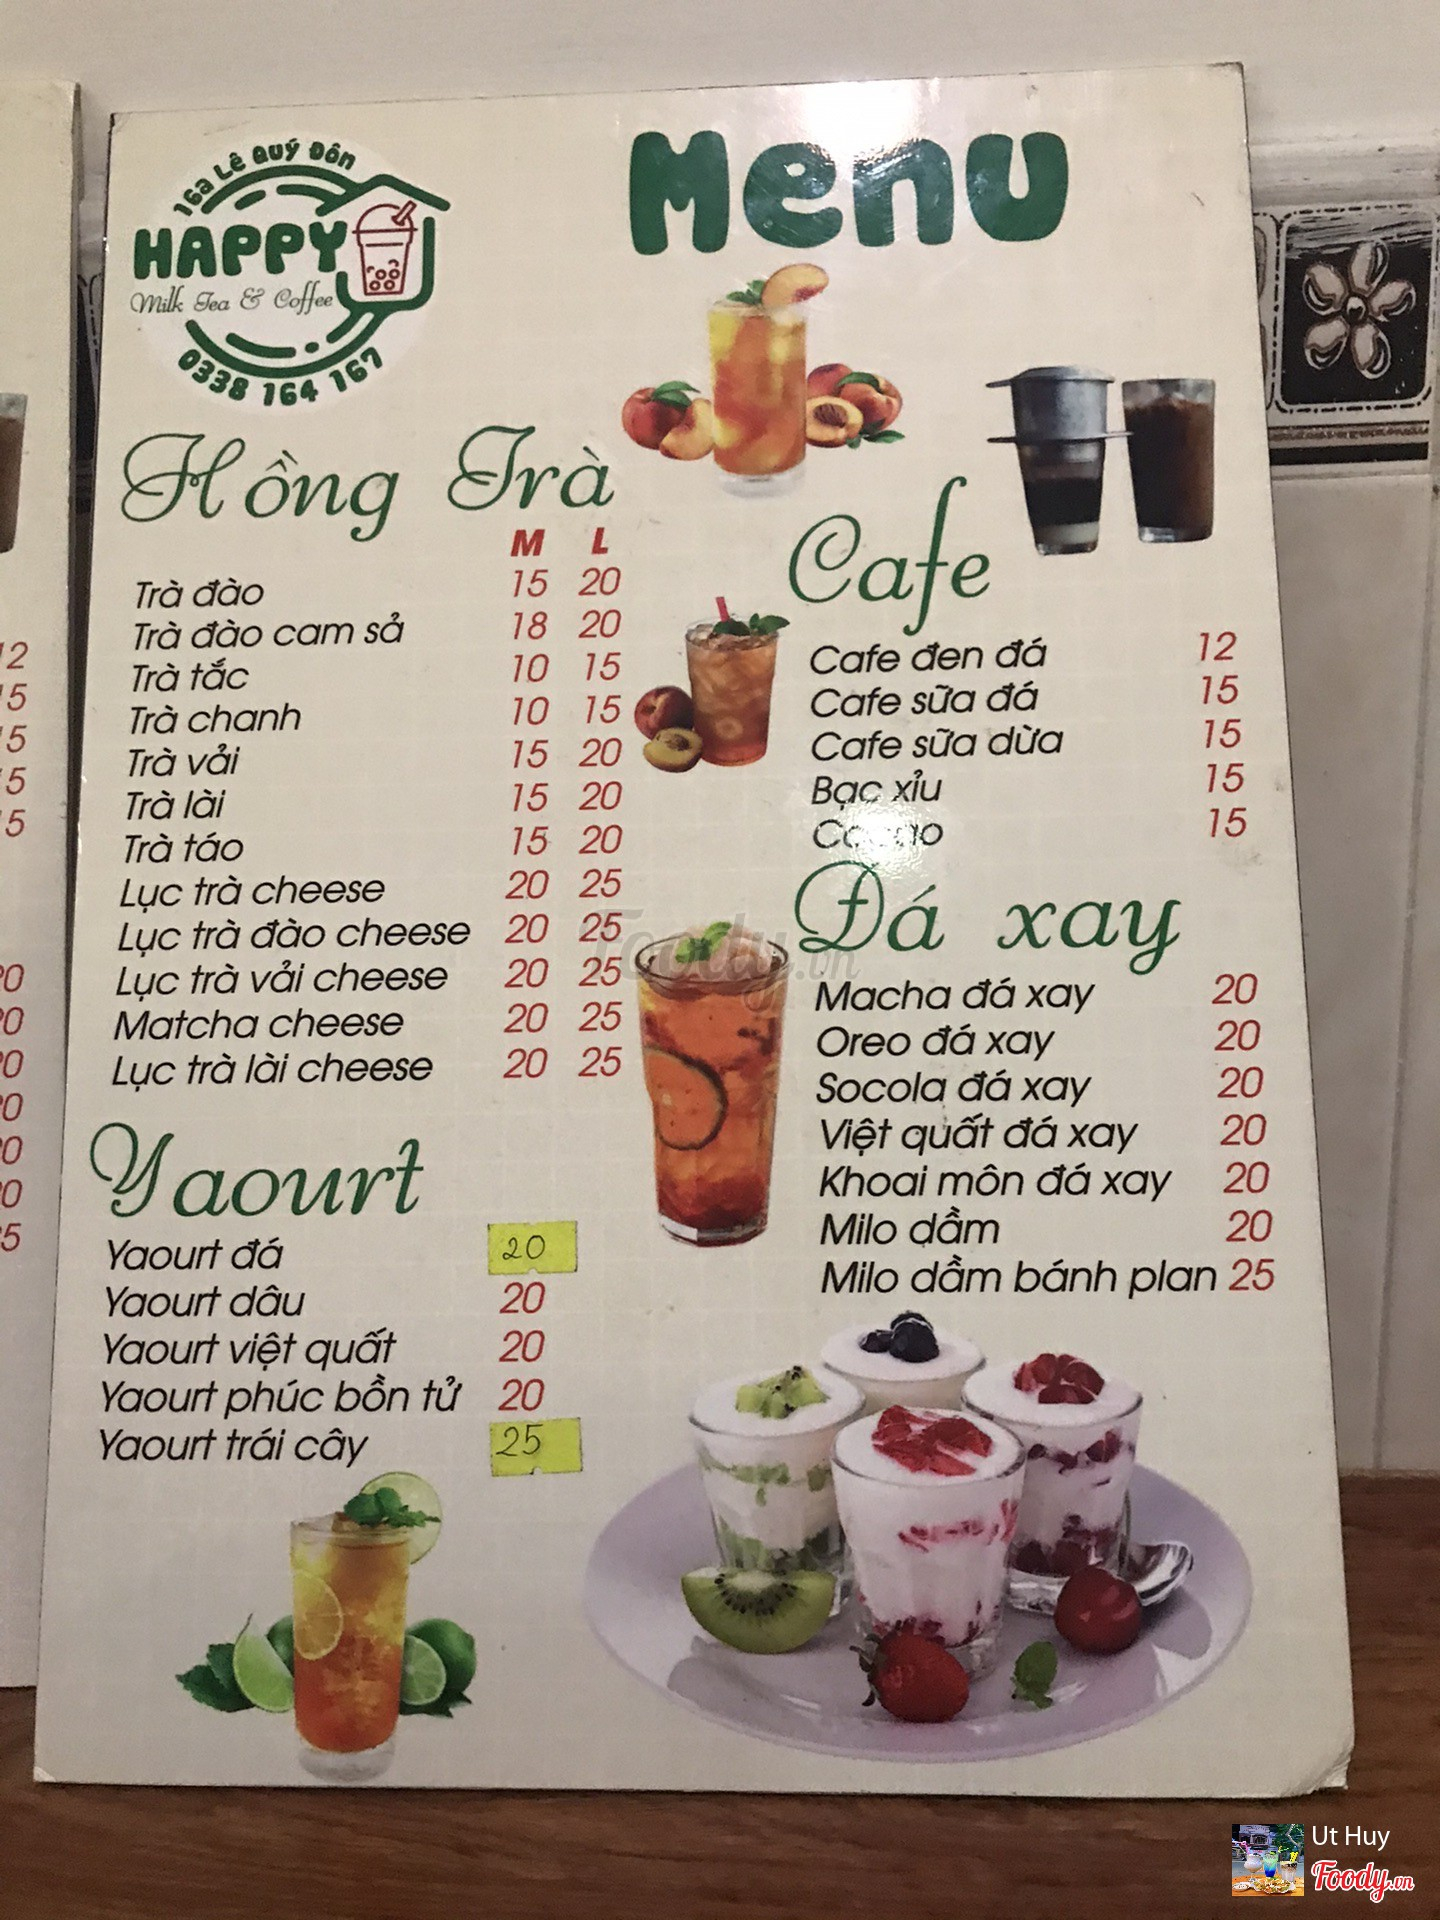 16a Lê Quý Đôn
HAPPY
Milk Tea & Coffee
0338 164 167
Menu
Hồng Trà
M L
Trà đào 15 20
Trà đào cam sả 18 20
Trà tắc 10 15
Trà chanh 10 15
Trà vải 15 20
Trà lài 15 20
Trà táo 15 20
Lục trà cheese 20 25
Lục trà đào cheese 20 25
Lục trà vải cheese 20 25
Matcha cheese 20 25
Lục trà lài cheese 20 25
Yaourt
Yaourt đá 20
Yaourt dâu 20
Yaourt việt quất 20
Yaourt phúc bồn tử 20
Yaourt trái cây 25
Cafe
Cafe đen đá 12
Cafe sữa đá 15
Cafe sữa dừa 15
Bạc xỉu 15
Cacao 15
Đá xay
Macha đá xay 20
Oreo đá xay 20
Socola đá xay 20
Việt quất đá xay 20
Khoai môn đá xay 20
Milo dầm 20
Milo dầm bánh plan 25
Foody.vn
Ut Huy
Foody.vn